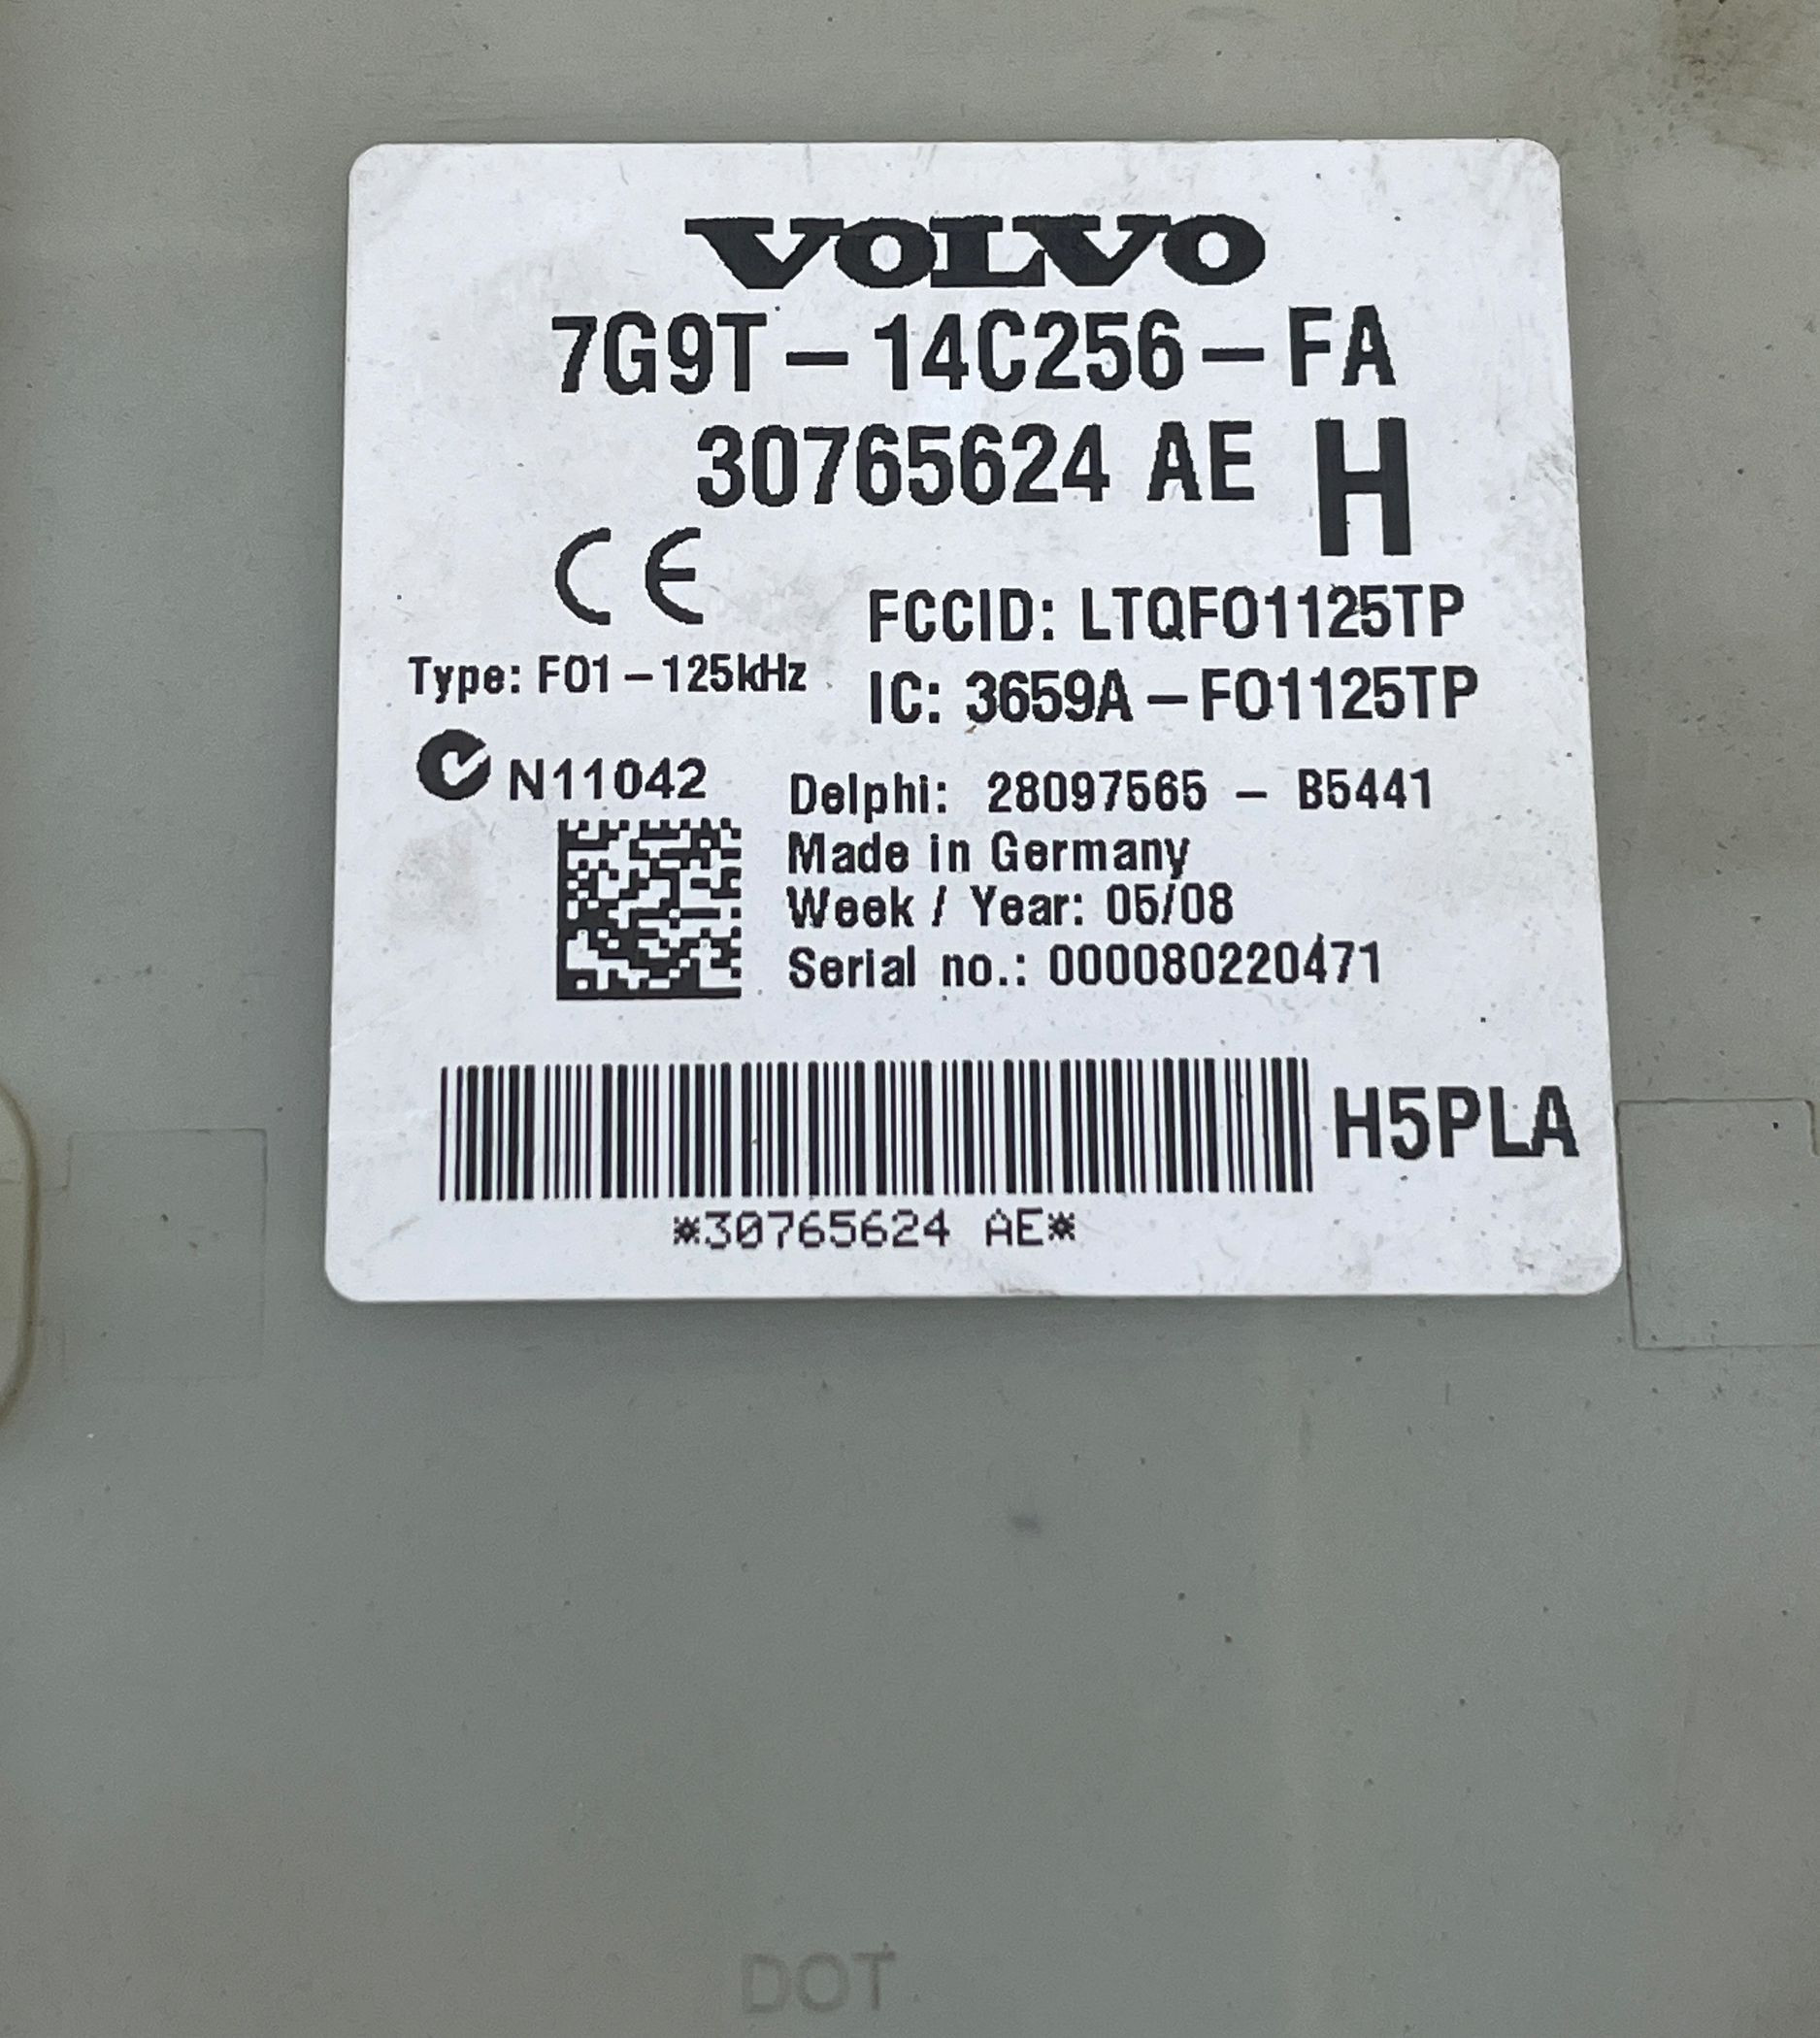 VOLVO
7G9T-14C256-FA
30765624 AE H
CE
FCCID: LTQFO1125TP
Type: FO1-125kHz
IC: 3659A-FO1125TP
N11042
Delphi: 28097565 - B5441
Made in Germany
Week / Year: 05/08
Serial no.: 000080220471
H5PLA
*30765624 AE*
DOT